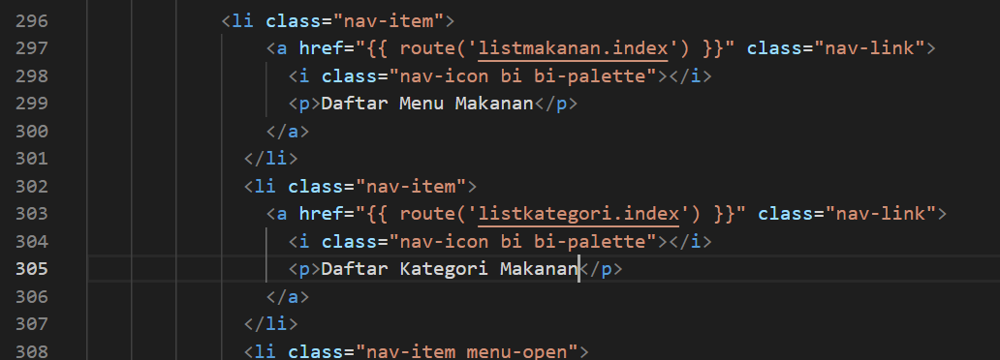 296 <li class="nav-item">
297 <a href="{{ route('listmakanan.index') }}" class="nav-link">
298 <i class="nav-icon bi bi-palette"></i>
299 <p>Daftar Menu Makanan</p>
300 </a>
301 </li>
302 <li class="nav-item">
303 <a href="{{ route('listkategori.index') }}" class="nav-link">
304 <i class="nav-icon bi bi-palette"></i>
305 <p>Daftar Kategori Makanan</p>
306 </a>
307 </li>
308 <li class="nav-item menu-open">